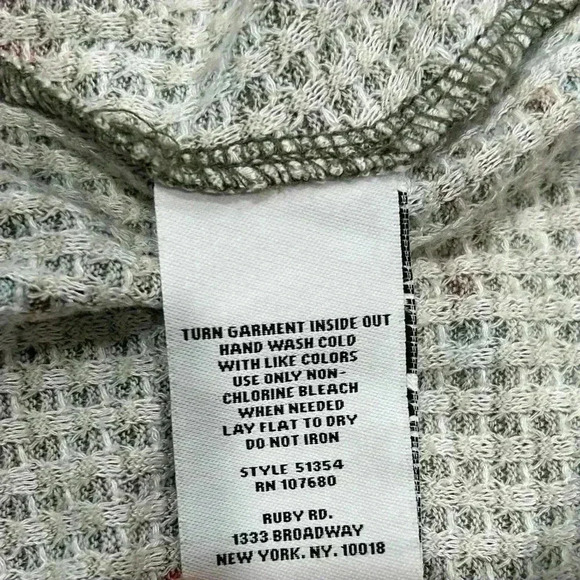 TURN GARMENT INSIDE OUT
HAND WASH COLD
WITH LIKE COLORS
USE ONLY NON-
CHLORINE BLEACH
WHEN NEEDED
LAY FLAT TO DRY
DO NOT IRON
STYLE 51354
RN 107680
RUBY RD.
1333 BROADWAY
NEW YORK. NY. 10018